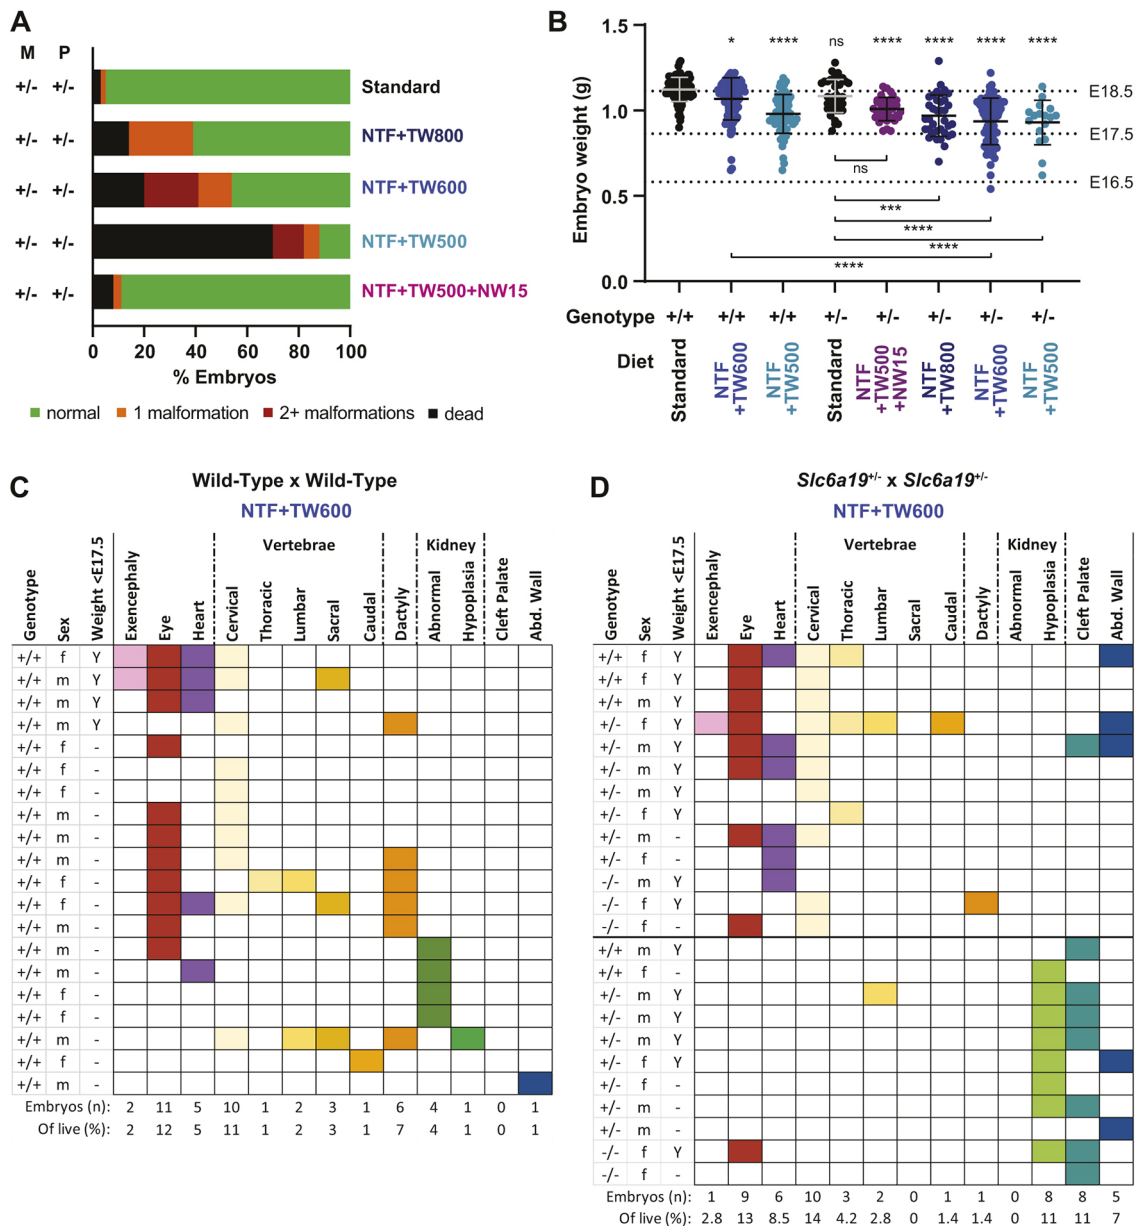 A
M P
+/- +/- Standard
+/- +/- NTF+TW800
+/- +/- NTF+TW600
+/- +/- NTF+TW500
+/- +/- NTF+TW500+NW15
0 20 40 60 80 100
% Embryos
normal 1 malformation 2+ malformations dead
B
Embryo weight (g)
1.5
1.0
0.5
0.0
* **** ns **** **** **** ****
E18.5
E17.5
E16.5
ns
***
****
****
****
Genotype +/+ +/+ +/+ +/- +/- +/- +/- +/-
Diet
Standard
NTF +TW600
NTF +TW500
Standard
NTF +TW500 +NW15
NTF +TW800
NTF +TW600
NTF +TW500
C
Wild-Type x Wild-Type
NTF+TW600
Vertebrae Kidney
Genotype Sex Weight <E17.5 Exencephaly Eye Heart Cervical Thoracic Lumbar Sacral Caudal Dactyly Abnormal Hypoplasia Cleft Palate Abd. Wall
+/+ f Y
+/+ m Y
+/+ m Y
+/+ m Y
+/+ f -
+/+ f -
+/+ f -
+/+ m -
+/+ m -
+/+ m -
+/+ f -
+/+ f -
+/+ m -
+/+ m -
+/+ m -
+/+ f -
+/+ f -
+/+ m -
+/+ f -
+/+ m -
Embryos (n): 2 11 5 10 1 2 3 1 6 4 1 0 1
Of live (%): 2 12 5 11 1 2 3 1 7 4 1 0 1
D
Slc6a19+/- x Slc6a19+/-
NTF+TW600
Vertebrae Kidney
Genotype Sex Weight <E17.5 Exencephaly Eye Heart Cervical Thoracic Lumbar Sacral Caudal Dactyly Abnormal Hypoplasia Cleft Palate Abd. Wall
+/+ f Y
+/+ f Y
+/+ m Y
+/- f Y
+/- m Y
+/- m Y
+/- m Y
+/- f Y
+/- m -
+/- f -
-/- m Y
-/- f Y
-/- f -
+/+ m Y
+/+ f -
+/- m Y
+/- m Y
+/- m Y
+/- f Y
+/- f -
+/- m -
+/- m -
-/- f Y
-/- f -
Embryos (n): 1 9 6 10 3 2 0 1 1 0 8 8 5
Of live (%): 2.8 13 8.5 14 4.2 2.8 0 1.4 1.4 0 11 11 7